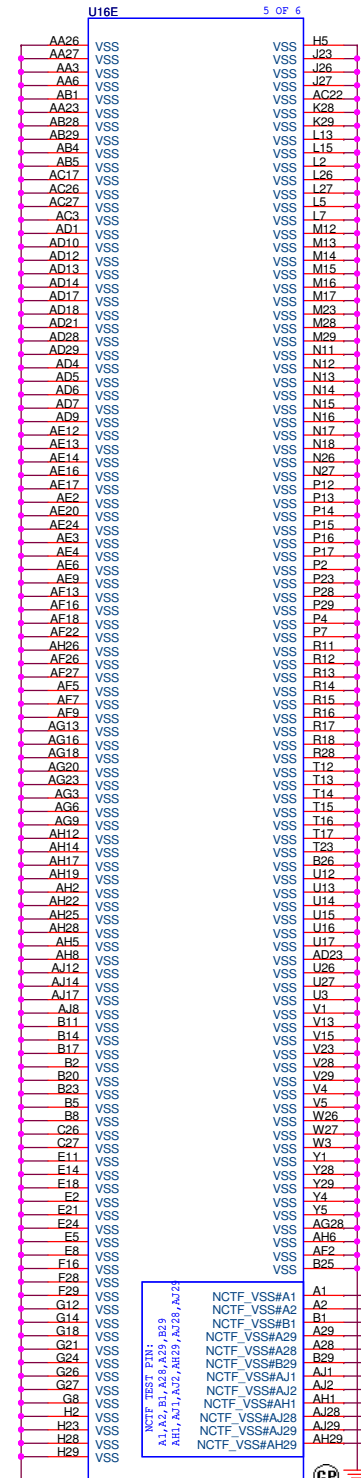 U16E 5 OF 6
AA26 VSS VSS H5
AA27 VSS VSS J23
AA3 VSS VSS J26
AA6 VSS VSS J27
AB1 VSS VSS AC22
AA23 VSS VSS K28
AB28 VSS VSS K29
AB29 VSS VSS L13
AB4 VSS VSS L15
AB5 VSS VSS L2
AC17 VSS VSS L26
AC26 VSS VSS L27
AC27 VSS VSS L5
AC3 VSS VSS L7
AD1 VSS VSS M12
AD10 VSS VSS M13
AD12 VSS VSS M14
AD13 VSS VSS M15
AD14 VSS VSS M16
AD17 VSS VSS M17
AD18 VSS VSS M23
AD21 VSS VSS M28
AD28 VSS VSS M29
AD29 VSS VSS N11
AD4 VSS VSS N12
AD5 VSS VSS N13
AD6 VSS VSS N14
AD7 VSS VSS N15
AD9 VSS VSS N16
AE12 VSS VSS N17
AE13 VSS VSS N18
AE14 VSS VSS N26
AE16 VSS VSS N27
AE17 VSS VSS P12
AE2 VSS VSS P13
AE20 VSS VSS P14
AE24 VSS VSS P15
AE3 VSS VSS P16
AE4 VSS VSS P17
AE6 VSS VSS P2
AE9 VSS VSS P23
AF13 VSS VSS P28
AF16 VSS VSS P29
AF18 VSS VSS P4
AF22 VSS VSS P7
AH26 VSS VSS R11
AF26 VSS VSS R12
AF27 VSS VSS R13
AF5 VSS VSS R14
AF7 VSS VSS R15
AF9 VSS VSS R16
AG13 VSS VSS R17
AG16 VSS VSS R18
AG18 VSS VSS R28
AG20 VSS VSS T12
AG23 VSS VSS T13
AG3 VSS VSS T14
AG6 VSS VSS T15
AG9 VSS VSS T16
AH12 VSS VSS T17
AH14 VSS VSS T23
AH17 VSS VSS B26
AH19 VSS VSS U12
AH2 VSS VSS U13
AH22 VSS VSS U14
AH25 VSS VSS U15
AH28 VSS VSS U16
AH5 VSS VSS U17
AH8 VSS VSS AD23
AJ12 VSS VSS U26
AJ14 VSS VSS U27
AJ17 VSS VSS U3
AJ8 VSS VSS V1
B11 VSS VSS V13
B14 VSS VSS V15
B17 VSS VSS V23
B2 VSS VSS V28
B20 VSS VSS V29
B23 VSS VSS V4
B5 VSS VSS V5
B8 VSS VSS W26
C26 VSS VSS W27
C27 VSS VSS W3
E11 VSS VSS Y1
E14 VSS VSS Y28
E18 VSS VSS Y29
E2 VSS VSS Y4
E21 VSS VSS Y5
E24 VSS VSS AG28
E5 VSS VSS AH6
E8 VSS VSS AF2
F16 VSS VSS B25
F28 VSS
F29 VSS NCTF_VSS#A1 A1
G12 VSS NCTF_VSS#A2 A2
G14 VSS NCTF_VSS#B1 B1
G18 VSS NCTF_VSS#A29 A29
G21 VSS NCTF_VSS#A28 A28
G24 VSS NCTF_VSS#B29 B29
G26 VSS NCTF_VSS#AJ1 AJ1
G27 VSS NCTF_VSS#AJ2 AJ2
G8 VSS NCTF_VSS#AH1 AH1
H2 VSS NCTF_VSS#AJ28 AJ28
H23 VSS NCTF_VSS#AJ29 AJ29
H28 VSS NCTF_VSS#AH29 AH29
H29 VSS
NCTF TEST PIN:
A1,A2,B1,A28,A29,B29
AH1,AJ1,AJ2,AH29,AJ28,AJ29
GP